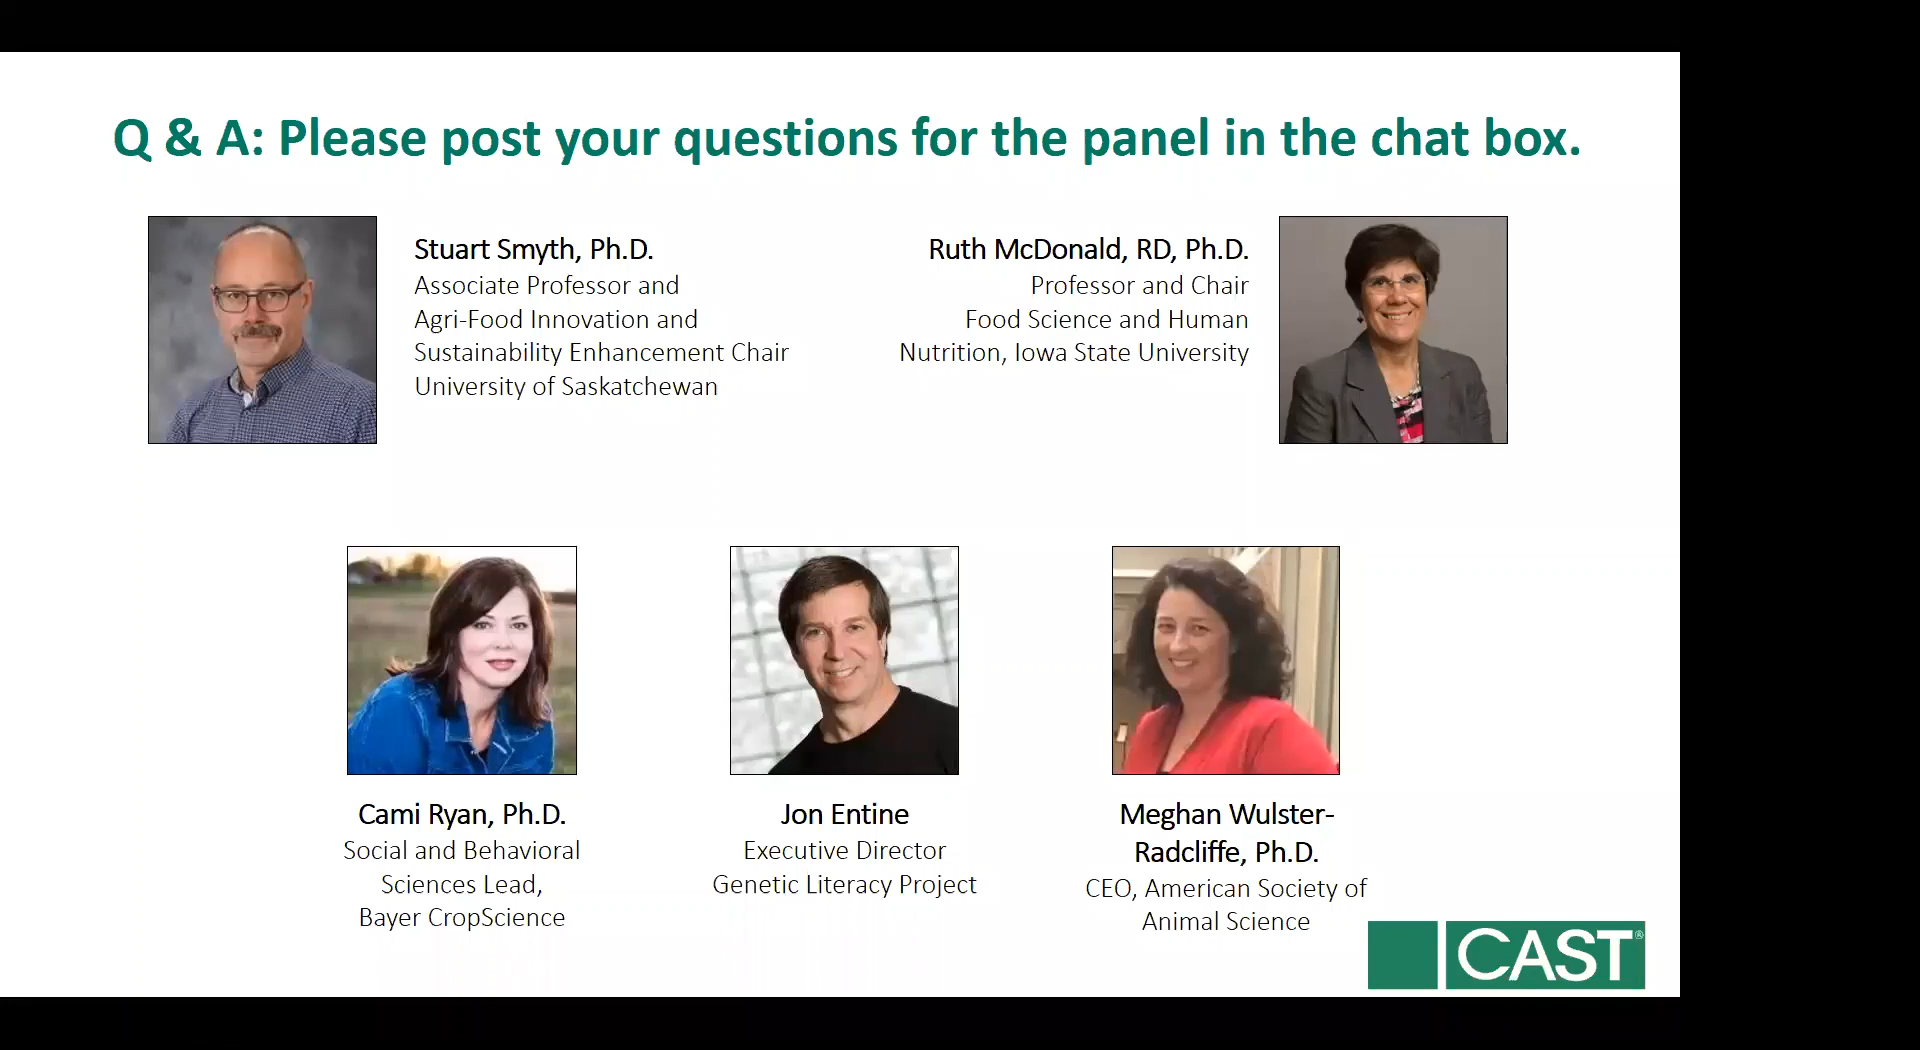 Q & A: Please post your questions for the panel in the chat box.
Stuart Smyth, Ph.D.
Associate Professor and
Agri-Food Innovation and
Sustainability Enhancement Chair
University of Saskatchewan
Ruth McDonald, RD, Ph.D.
Professor and Chair
Food Science and Human
Nutrition, Iowa State University
Cami Ryan, Ph.D.
Social and Behavioral
Sciences Lead,
Bayer CropScience
Jon Entine
Executive Director
Genetic Literacy Project
Meghan Wulster-
Radcliffe, Ph.D.
CEO, American Society of
Animal Science
CAST®